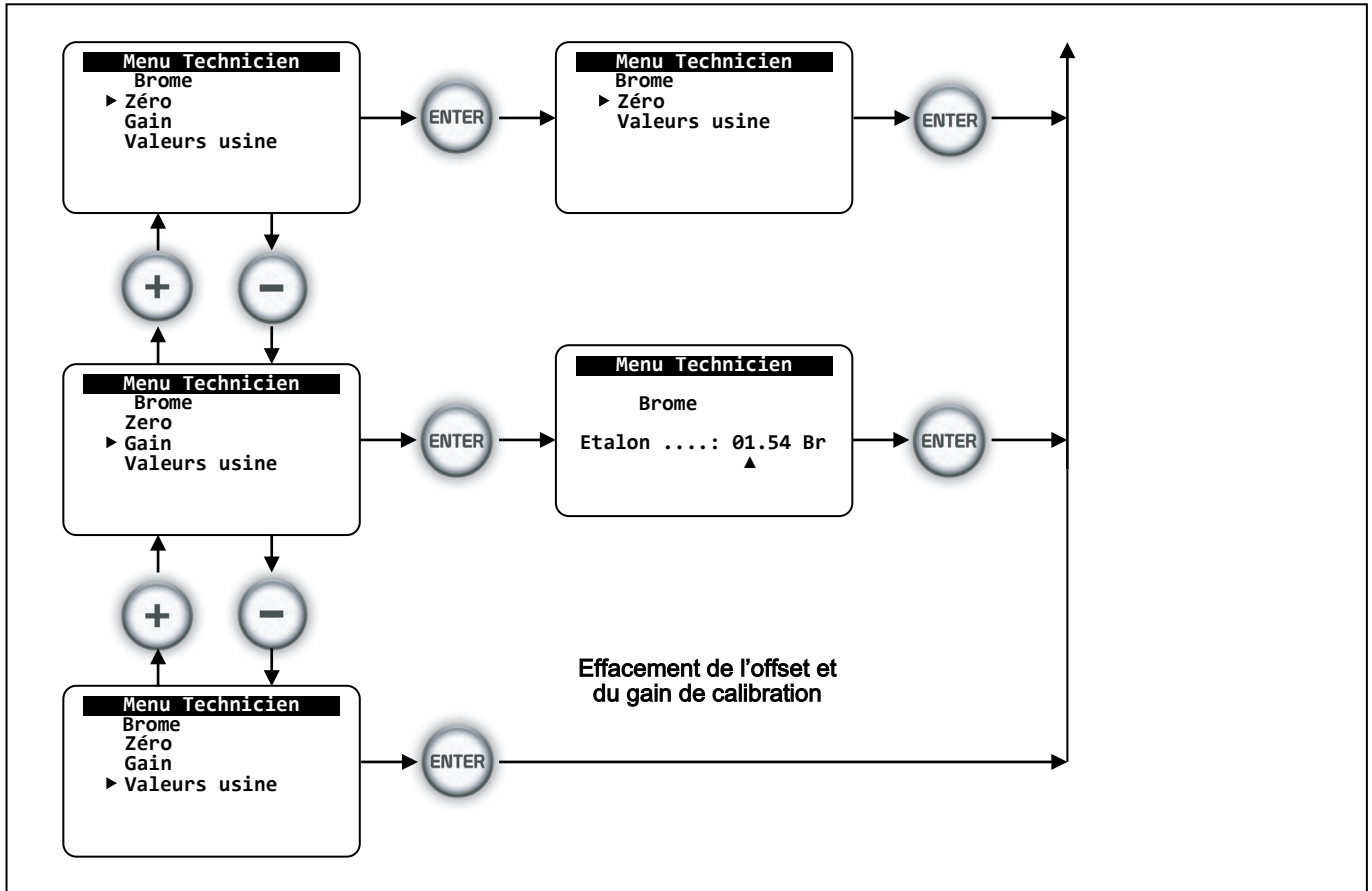 Menu Technicien
Brome
▶ Zéro
Gain
Valeurs usine
ENTER
Menu Technicien
Brome
▶ Zéro
Valeurs usine
ENTER
+
−
Menu Technicien
Brome
Zero
▶ Gain
Valeurs usine
ENTER
Menu Technicien
Brome
Etalon ....: 01.54 Br
▲
ENTER
+
−
Menu Technicien
Brome
Zéro
Gain
▶ Valeurs usine
ENTER
Effacement de l’offset et
du gain de calibration